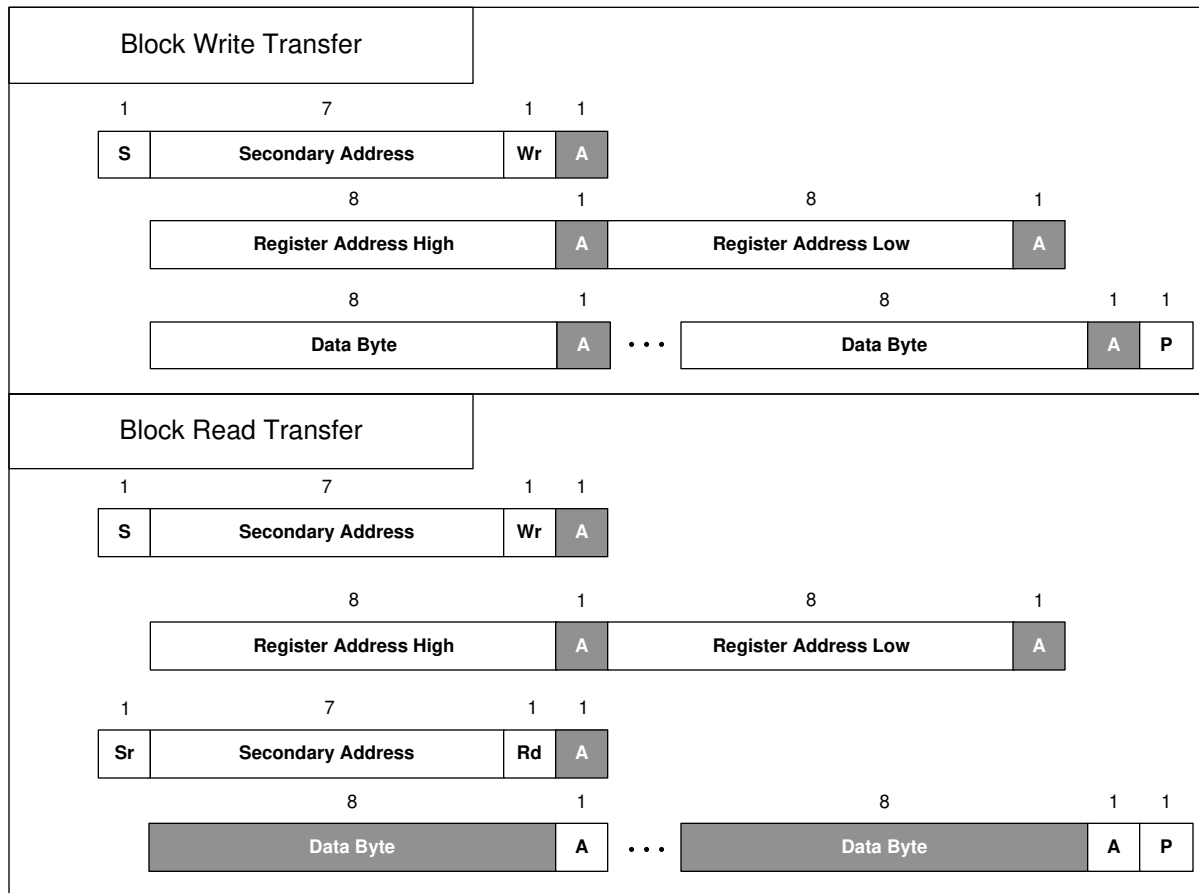 Block Write Transfer
1 7 1 1
S Secondary Address Wr A
8 1 8 1
Register Address High A Register Address Low A
8 1 8 1 1
Data Byte A • • • Data Byte A P
Block Read Transfer
1 7 1 1
S Secondary Address Wr A
8 1 8 1
Register Address High A Register Address Low A
1 7 1 1
Sr Secondary Address Rd A
8 1 8 1 1
Data Byte A • • • Data Byte A P